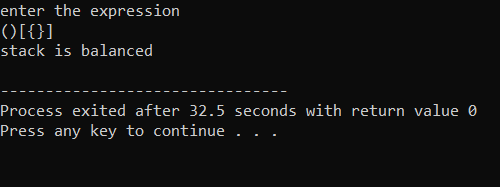 enter the expression
()[{}]
stack is balanced
--------------------------------
Process exited after 32.5 seconds with return value 0
Press any key to continue . . .